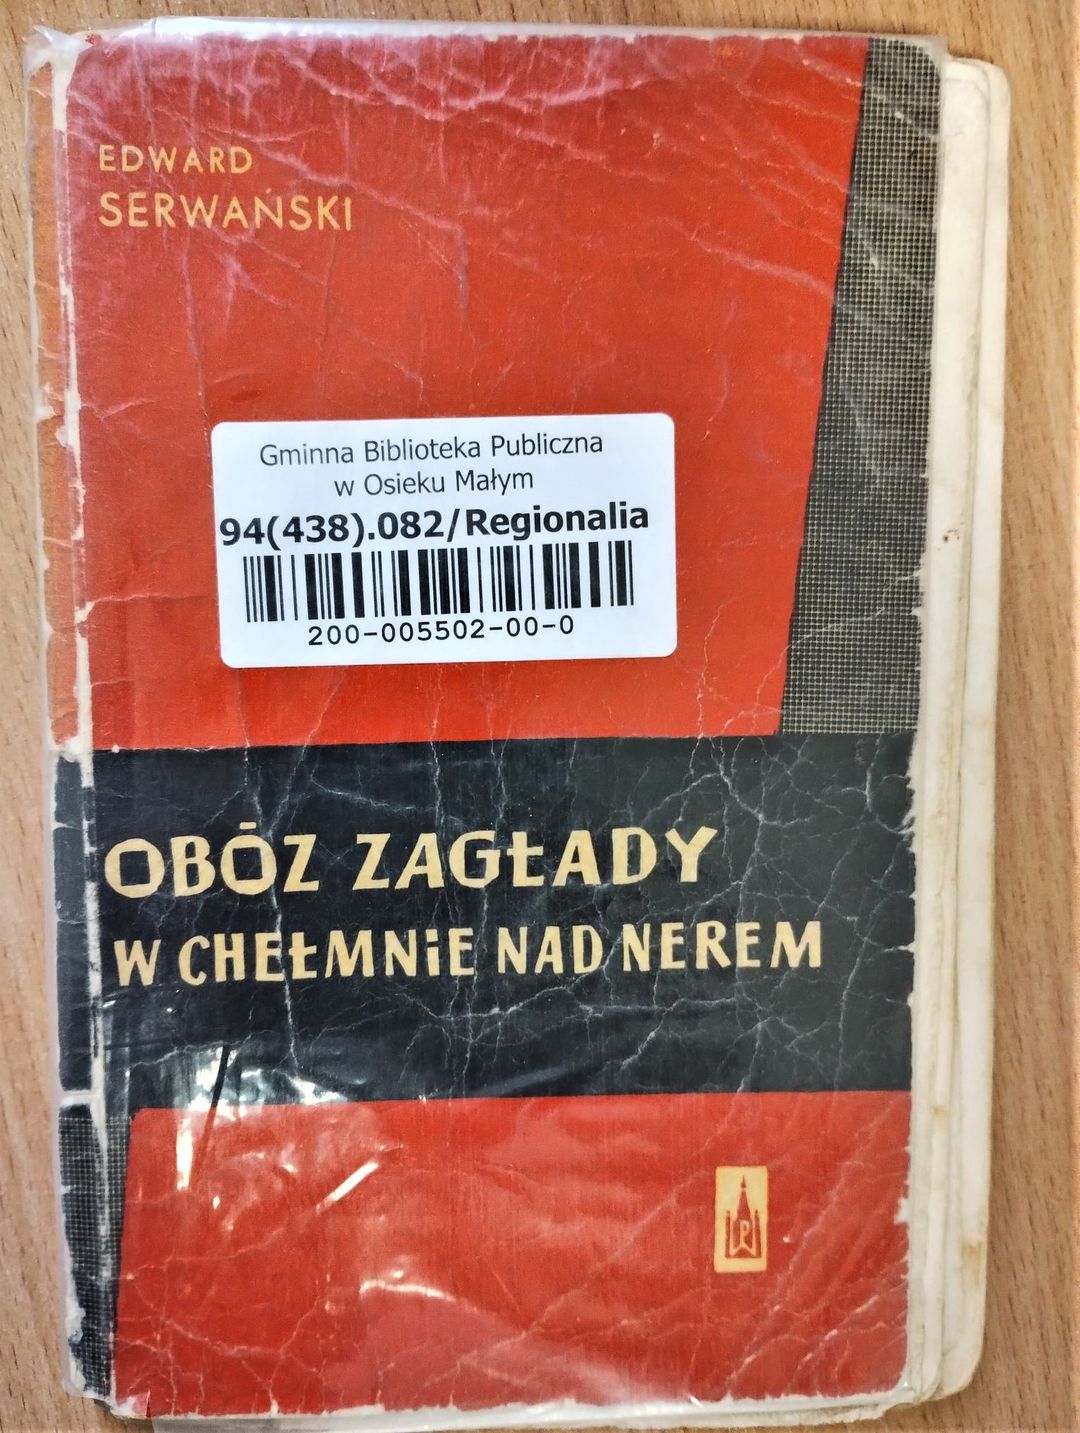 EDWARD
SERWAŃSKI
Gminna Biblioteka Publiczna
w Osieku Małym
94(438).082/Regionalia
200-005502-00-0
OBÓZ ZAGŁADY
W CHEŁMNiE NAD NEREM